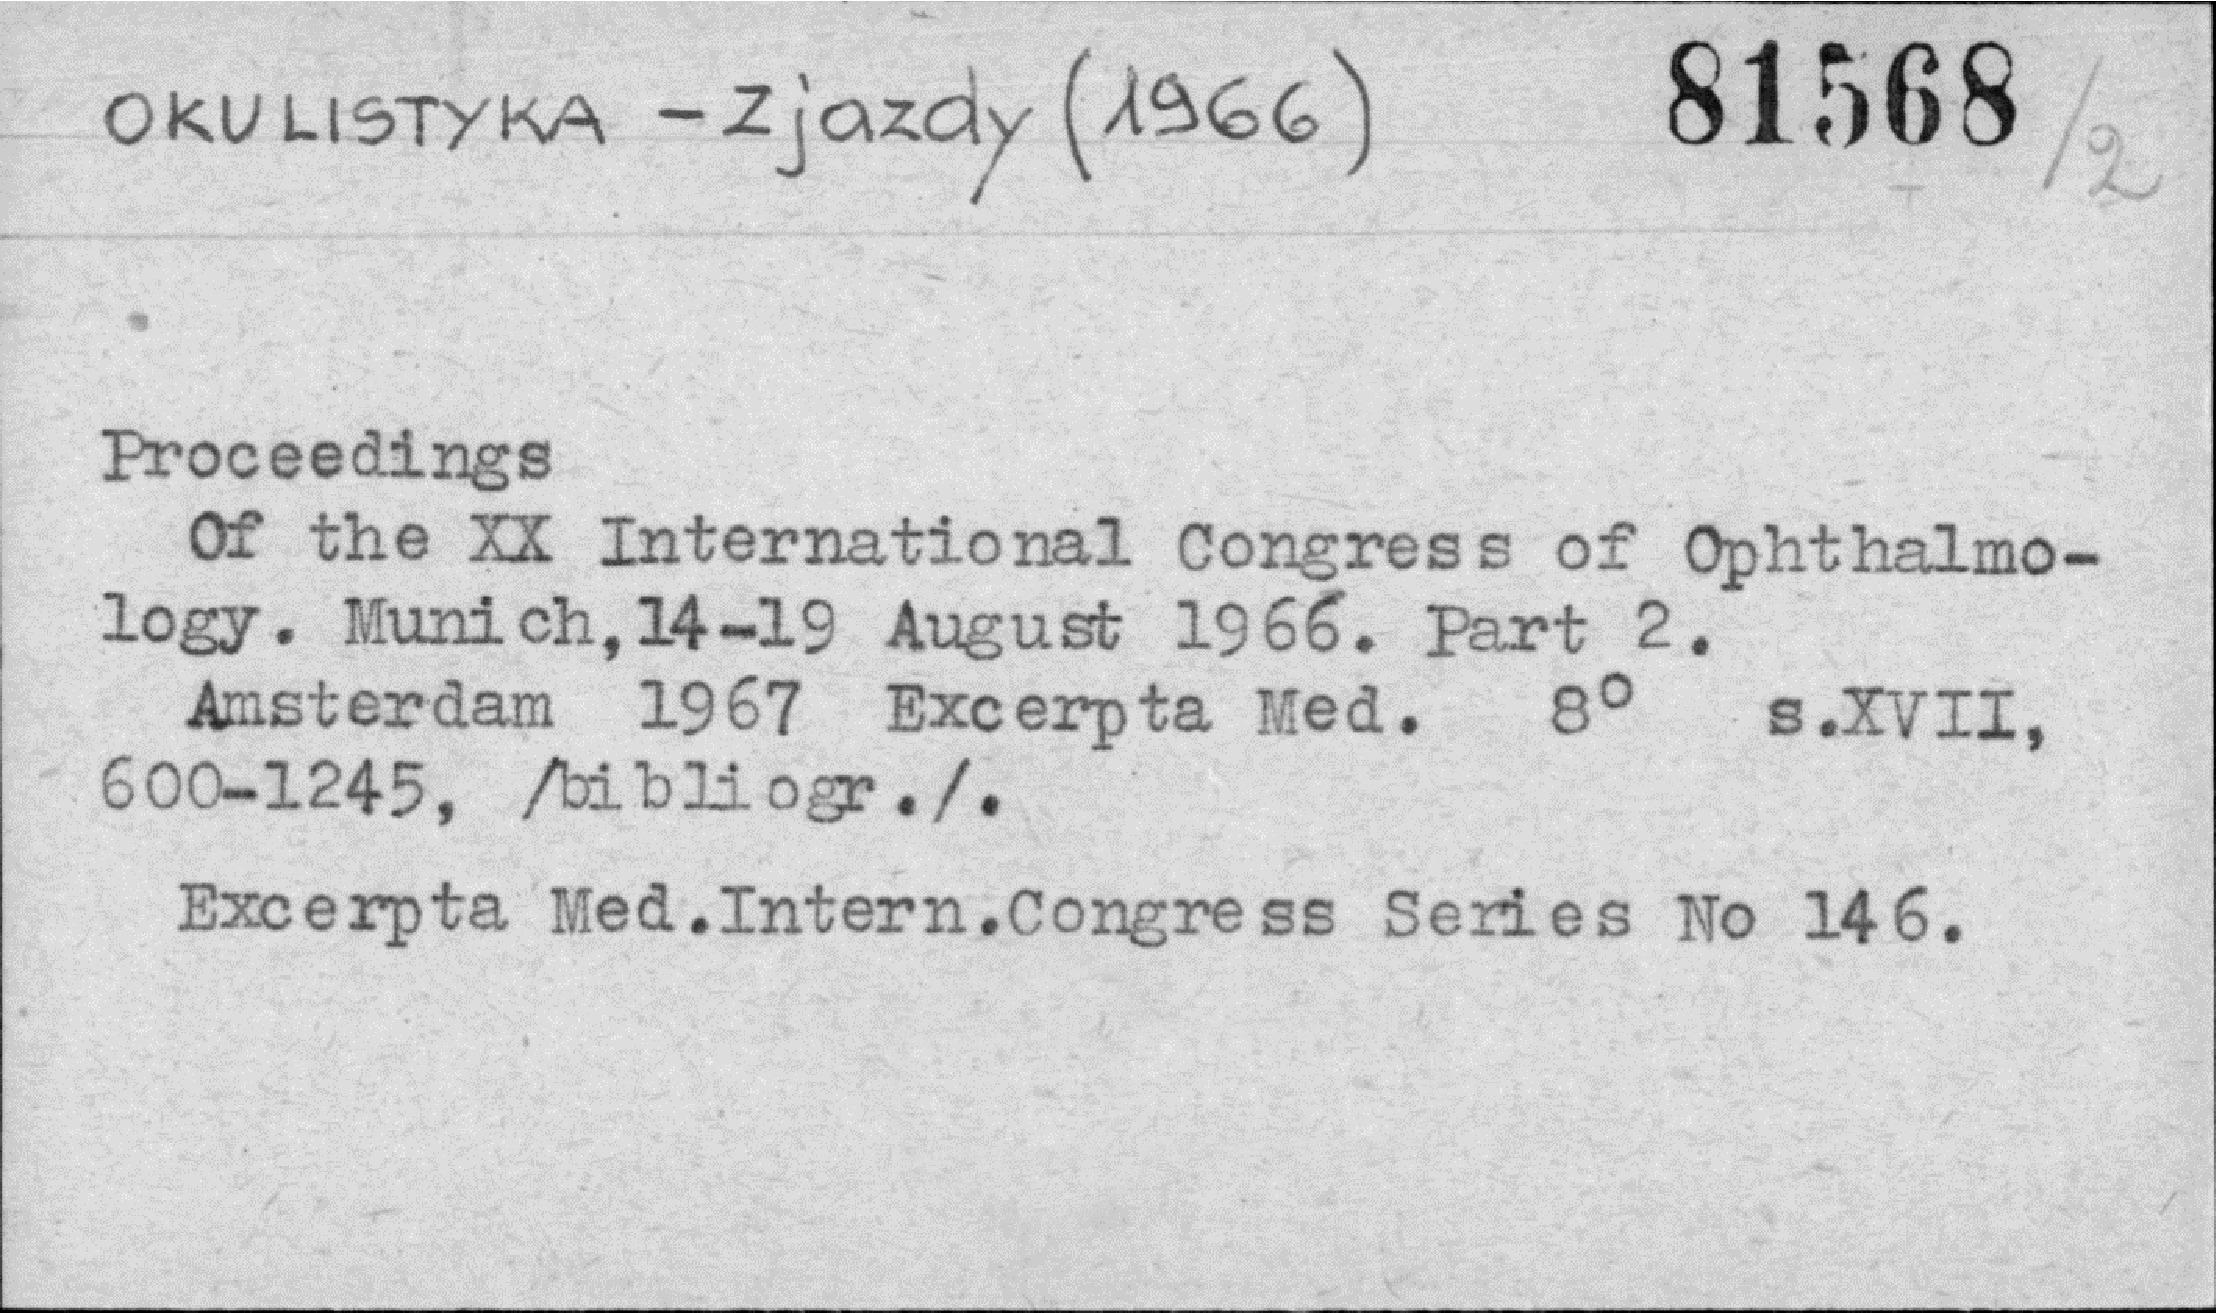 OKULISTYKA - zjazdy (1966) 81568 /2
Proceedings
Of the XX International Congress of Ophthalmo-
logy. Munich,14-19 August 1966. Part 2.
Amsterdam 1967 Excerpta Med. 8° s.XVII,
600-1245, /bibliogr./.
Excerpta Med.Intern.Congress Series No 146.